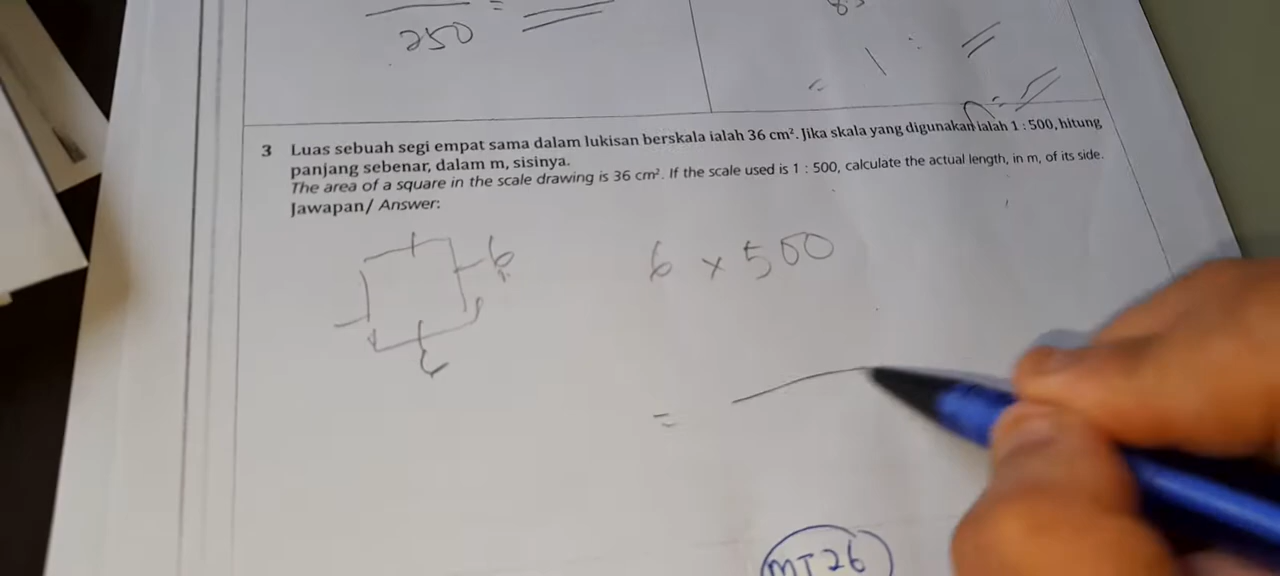 250 =
= 1 :
3 Luas sebuah segi empat sama dalam lukisan berskala ialah 36 cm². Jika skala yang digunakan ialah 1 : 500, hitung
panjang sebenar, dalam m, sisinya.
The area of a square in the scale drawing is 36 cm². If the scale used is 1 : 500, calculate the actual length, in m, of its side.
Jawapan/ Answer:
6
6 × 500
=
MT26